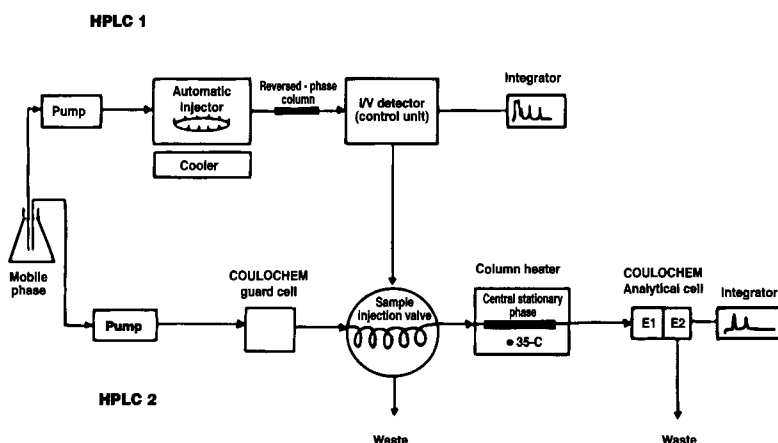 HPLC 1
Pump
Automatic
injector
Cooler
Reversed - phase
column
I/V detector
(control unit)
Integrator
Mobile
phase
Pump
COULOCHEM
guard cell
Sample
injection valve
Waste
Column heater
Central stationary
phase
• 35-C
COULOCHEM
Analytical cell
E1
E2
Integrator
Waste
HPLC 2